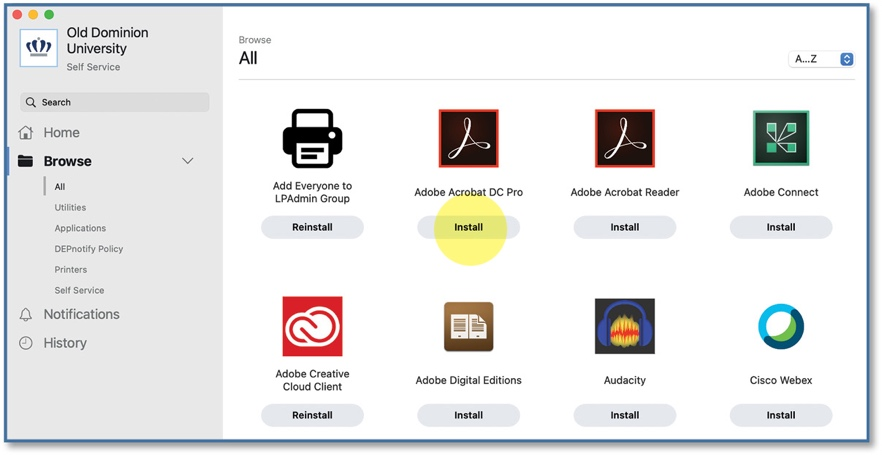 Old Dominion
University
Self Service
Search
Home
Browse
All
Utilities
Applications
DEPnotify Policy
Printers
Self Service
Notifications
History
Browse
All
A...Z
Add Everyone to
LPAdmin Group
Reinstall
Adobe Acrobat DC Pro
Install
Adobe Acrobat Reader
Install
Adobe Connect
Install
Adobe Creative
Cloud Client
Reinstall
Adobe Digital Editions
Install
Audacity
Install
Cisco Webex
Install